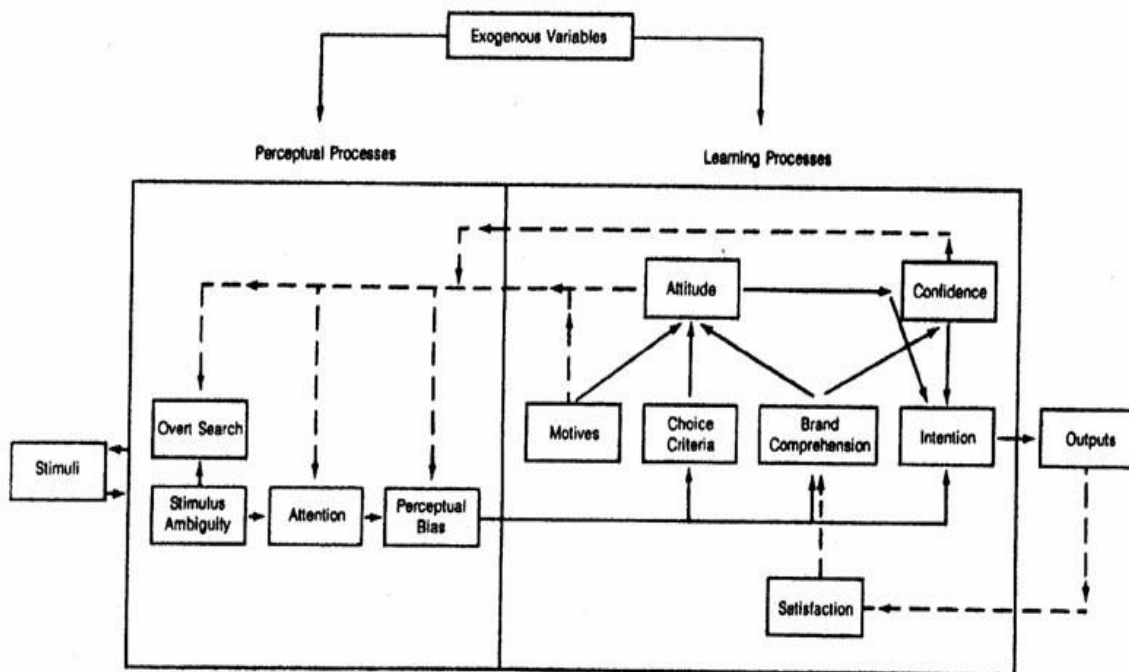 Exogenous Variables
Perceptual Processes
Learning Processes
Attitude
Confidence
Overt Search
Motives
Choice
Criteria
Brand
Comprehension
Intention
Outputs
Stimuli
Stimulus
Ambiguity
Attention
Perceptual
Bias
Satisfaction